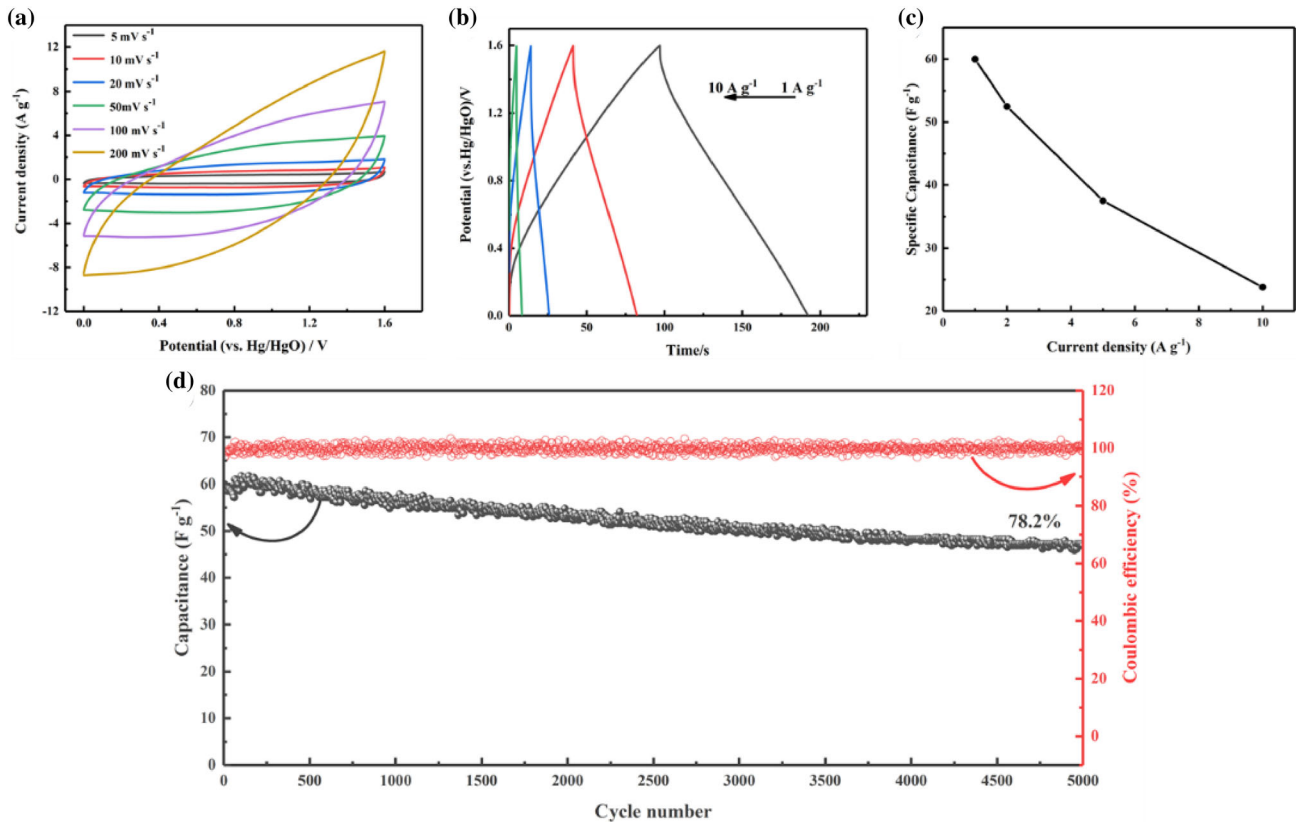 (a)
5 mV s⁻¹
10 mV s⁻¹
20 mV s⁻¹
50mV s⁻¹
100 mV s⁻¹
200 mV s⁻¹
12
8
4
0
-4
-8
-12
Current density (A g⁻¹)
0.0 0.4 0.8 1.2 1.6
Potential (vs. Hg/HgO) / V
(b)
1.6
1.2
0.8
0.4
0.0
Potential (vs.Hg/HgO)/V
10 A g⁻¹ 1 A g⁻¹
0 50 100 150 200
Time/s
(c)
60
50
40
30
20
Specific Capacitance (F g⁻¹)
0 2 4 6 8 10
Current density (A g⁻¹)
(d)
80
70
60
50
40
30
20
10
0
Capacitance (F g⁻¹)
78.2%
120
100
80
60
40
20
0
Coulombic efficiency (%)
0 500 1000 1500 2000 2500 3000 3500 4000 4500 5000
Cycle number